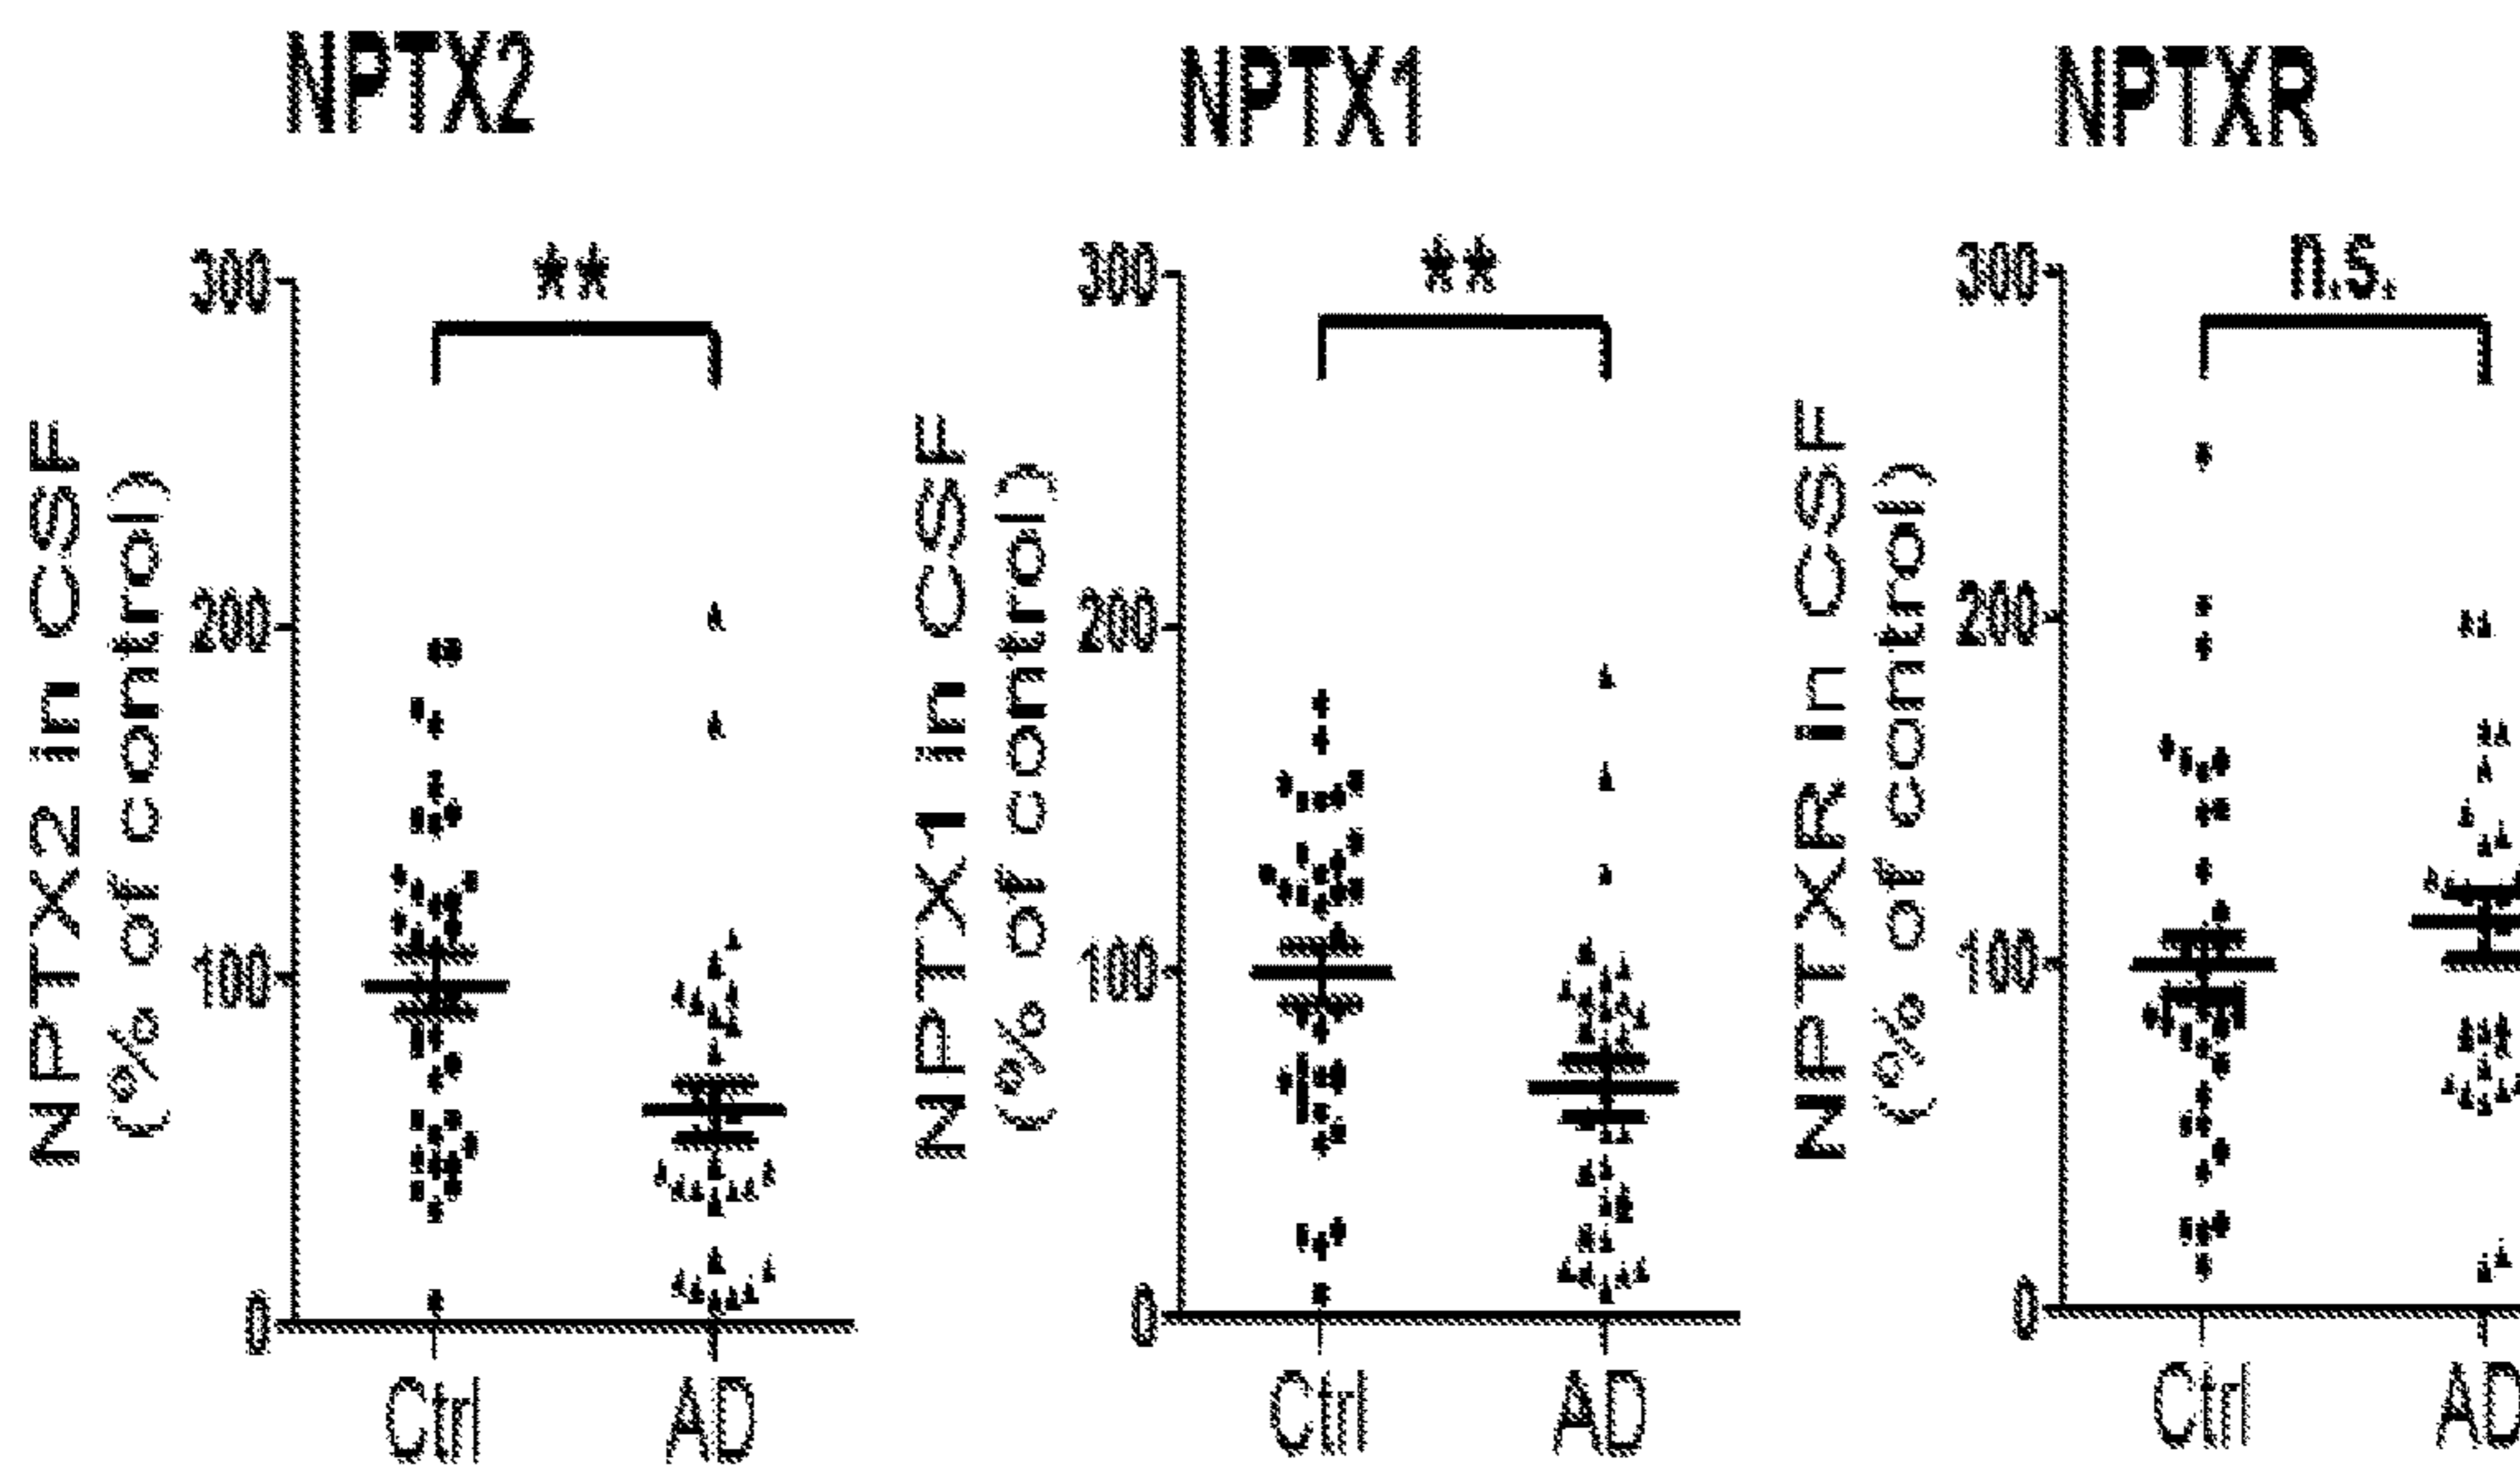 NPTX2
NPTX1
NPTXR
NPTX2 in CSF
(% of control)
300
200
100
0
**
Ctrl
AD
NPTX1 in CSF
(% of control)
300
200
100
0
**
Ctrl
AD
NPTXR in CSF
(% of control)
300
200
100
0
n.s.
Ctrl
AD